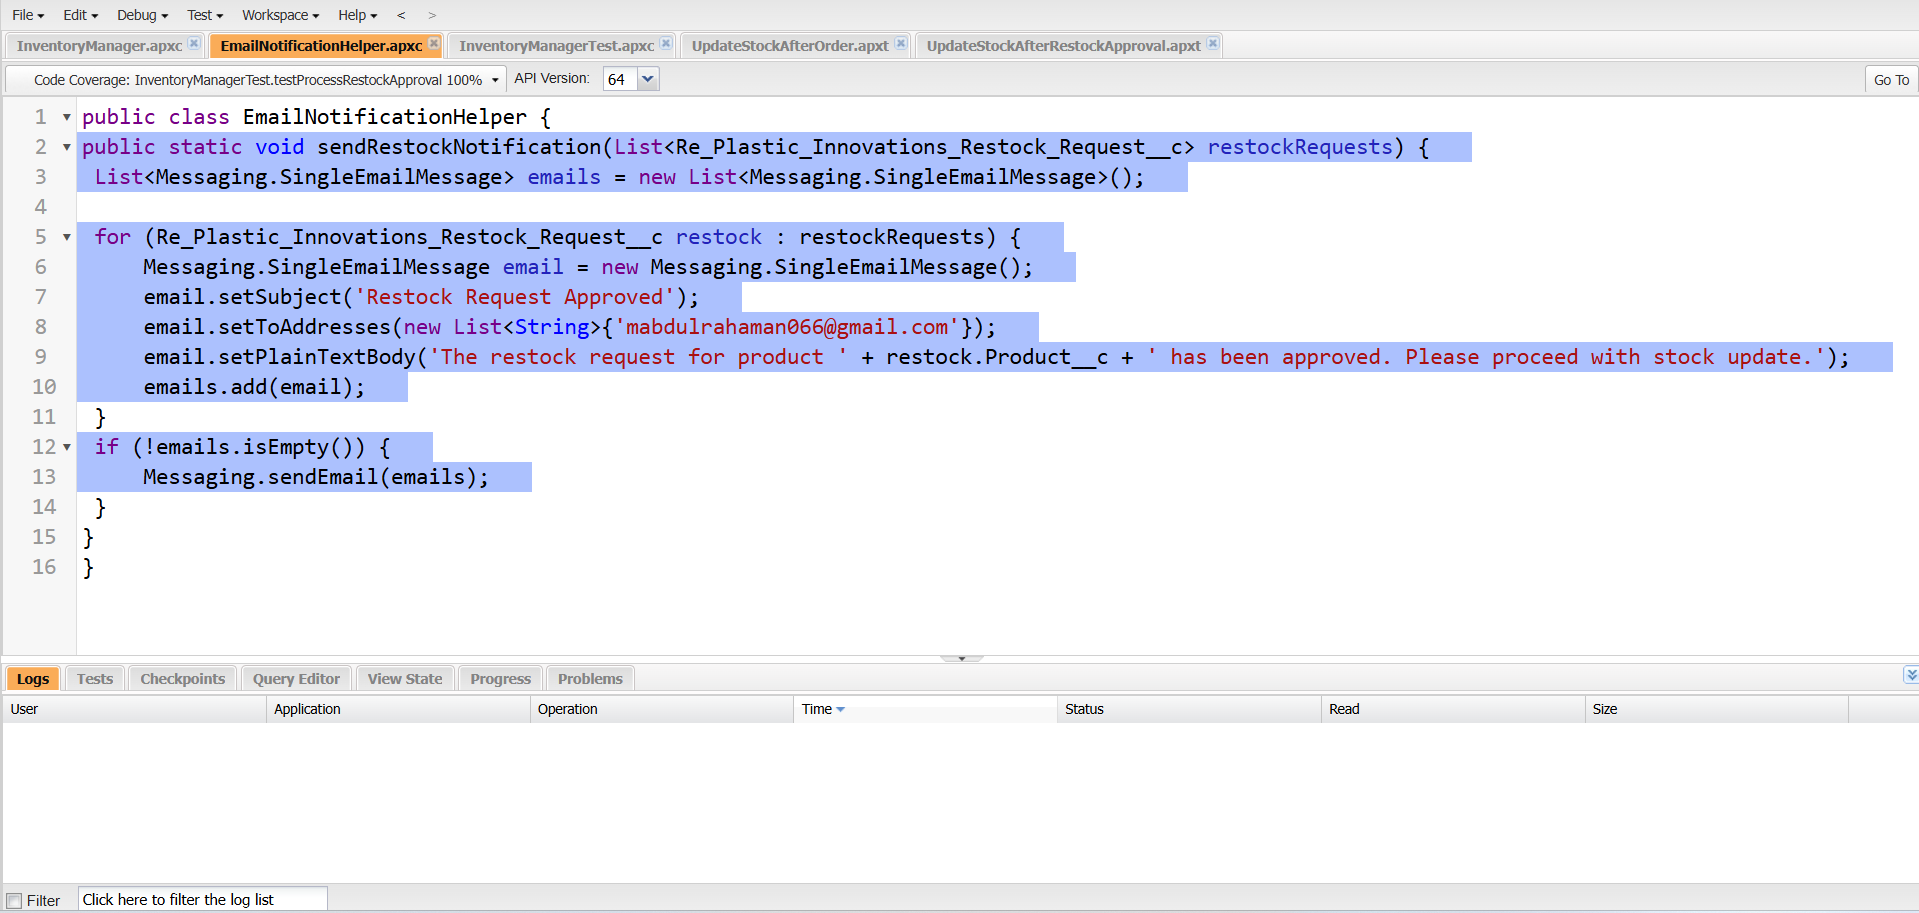 File Edit Debug Test Workspace Help < >
InventoryManager.apxc EmailNotificationHelper.apxc InventoryManagerTest.apxc UpdateStockAfterOrder.apxt UpdateStockAfterRestockApproval.apxt
Code Coverage: InventoryManagerTest.testProcessRestockApproval 100% API Version: 64 Go To
1 public class EmailNotificationHelper {
2 public static void sendRestockNotification(List<Re_Plastic_Innovations_Restock_Request__c> restockRequests) {
3 List<Messaging.SingleEmailMessage> emails = new List<Messaging.SingleEmailMessage>();
4
5 for (Re_Plastic_Innovations_Restock_Request__c restock : restockRequests) {
6 Messaging.SingleEmailMessage email = new Messaging.SingleEmailMessage();
7 email.setSubject('Restock Request Approved');
8 email.setToAddresses(new List<String>{'mabdulrahaman066@gmail.com'});
9 email.setPlainTextBody('The restock request for product ' + restock.Product__c + ' has been approved. Please proceed with stock update.');
10 emails.add(email);
11 }
12 if (!emails.isEmpty()) {
13 Messaging.sendEmail(emails);
14 }
15 }
16 }
Logs Tests Checkpoints Query Editor View State Progress Problems
User Application Operation Time Status Read Size
Filter Click here to filter the log list